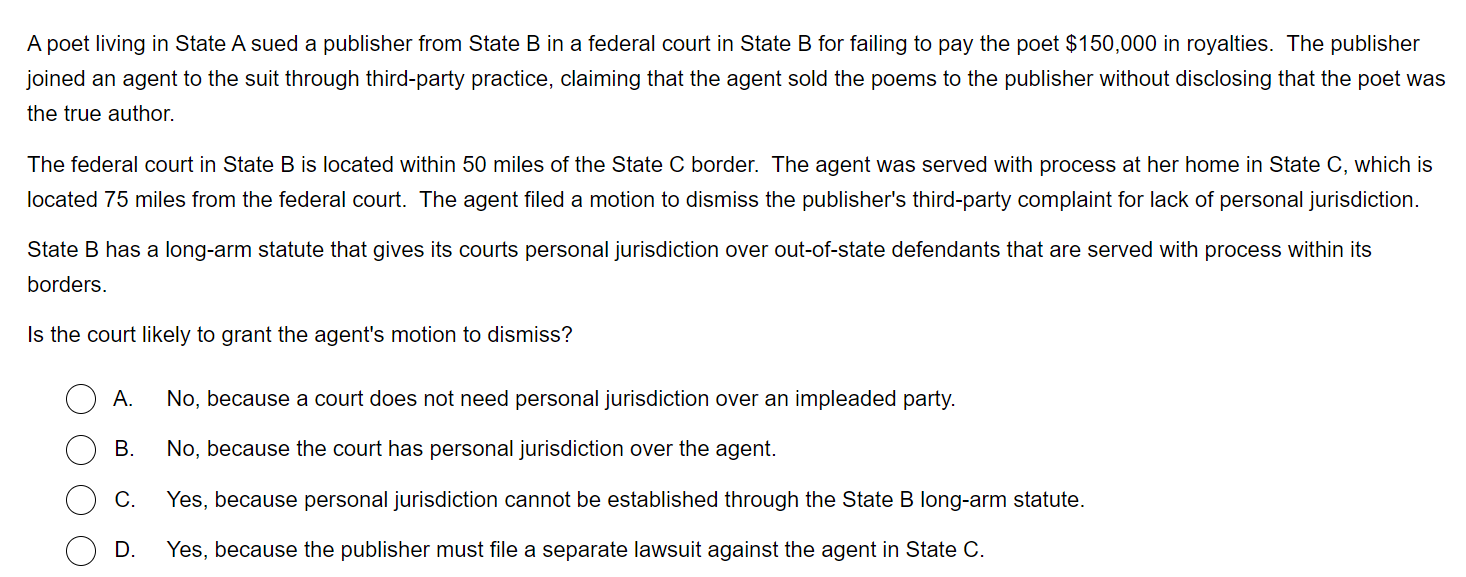 A poet living in State A sued a publisher from State B in a federal court in State B for failing to pay the poet $150,000 in royalties.  The publisher
joined an agent to the suit through third-party practice, claiming that the agent sold the poems to the publisher without disclosing that the poet was
the true author.
The federal court in State B is located within 50 miles of the State C border.  The agent was served with process at her home in State C, which is
located 75 miles from the federal court.  The agent filed a motion to dismiss the publisher's third-party complaint for lack of personal jurisdiction.
State B has a long-arm statute that gives its courts personal jurisdiction over out-of-state defendants that are served with process within its
borders.
Is the court likely to grant the agent's motion to dismiss?
A. No, because a court does not need personal jurisdiction over an impleaded party.
B. No, because the court has personal jurisdiction over the agent.
C. Yes, because personal jurisdiction cannot be established through the State B long-arm statute.
D. Yes, because the publisher must file a separate lawsuit against the agent in State C.